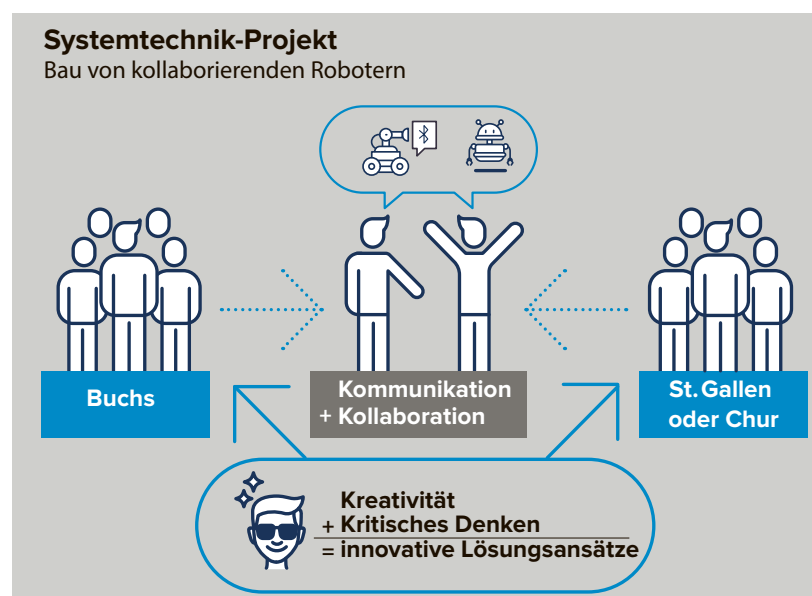 Systemtechnik-Projekt
Bau von kollaborierenden Robotern
Buchs
Kommunikation
+ Kollaboration
St. Gallen
oder Chur
Kreativität
+ Kritisches Denken
= innovative Lösungsansätze